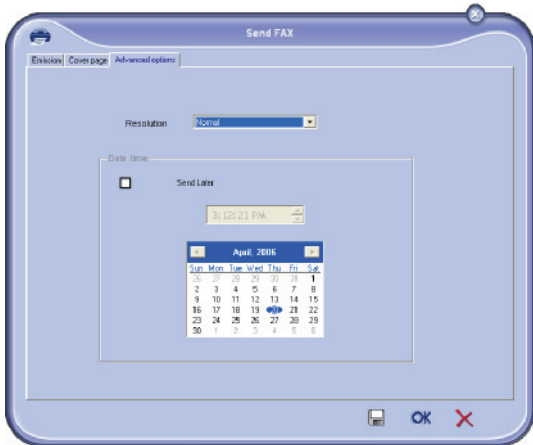 Send FAX
Emission Cover page Advanced options
Resolution Normal
Date time
Send Later
3:12:21 PM
April, 2006
Sun Mon Tue Wed Thu Fri Sat
26 27 28 29 30 31 1
2 3 4 5 6 7 8
9 10 11 12 13 14 15
16 17 18 19 21 22
23 24 25 26 27 28 29
30 1 2 3 4 5 6
OK